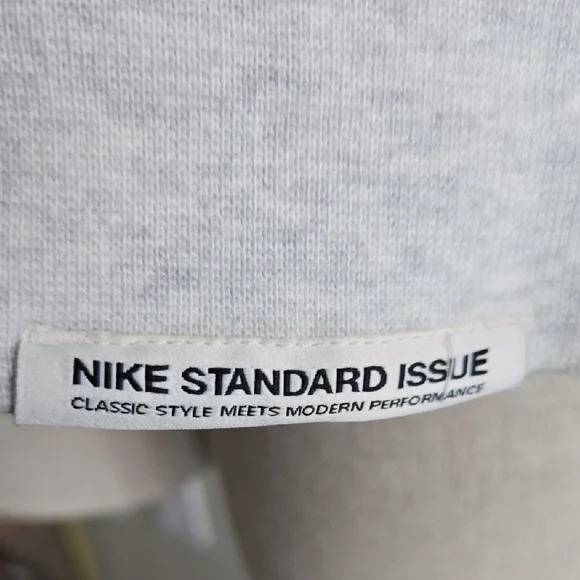 NIKE STANDARD ISSUE
CLASSIC STYLE MEETS MODERN PERFORMANCE